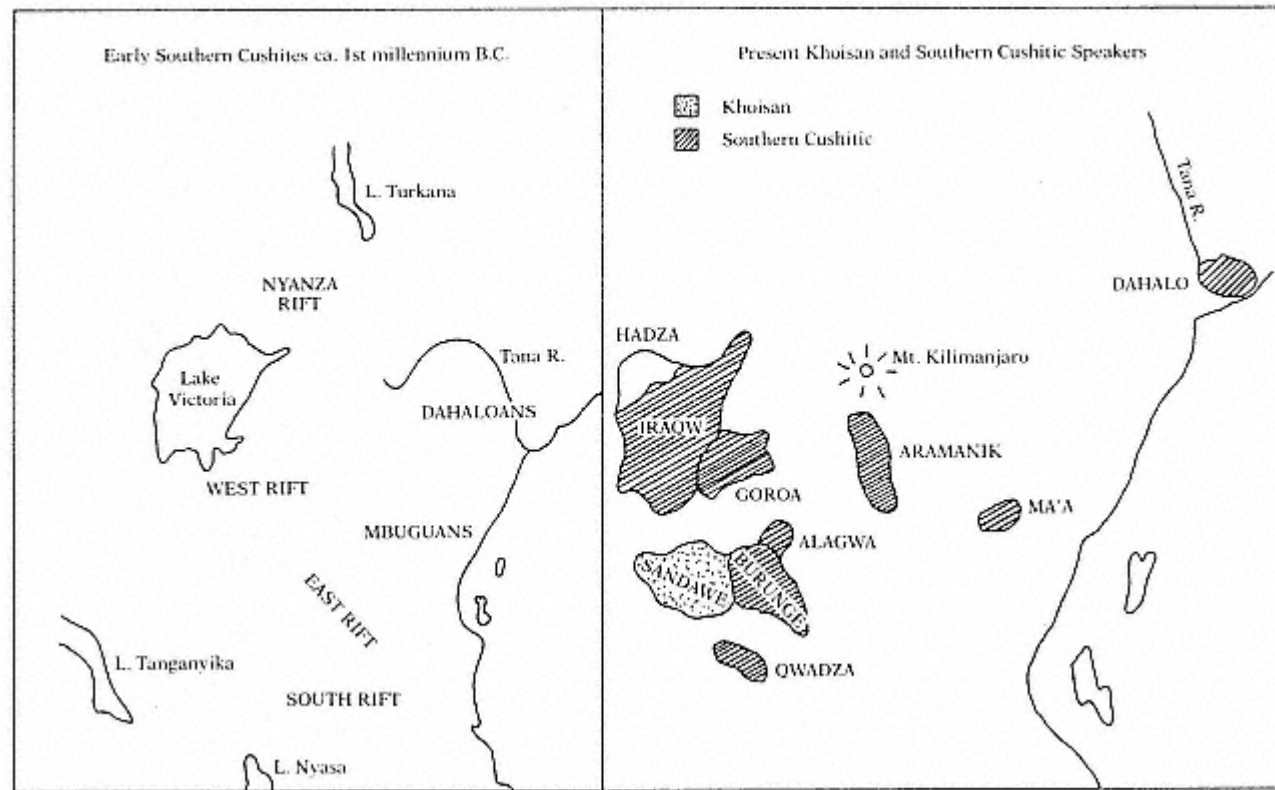 Early Southern Cushites ca. 1st millennium B.C.
L. Turkana
NYANZA
RIFT
Lake
Victoria
Tana R.
DAHALOANS
WEST RIFT
MBUGUANS
EAST RIFT
L. Tanganyika
SOUTH RIFT
L. Nyasa
Present Khoisan and Southern Cushitic Speakers
Khoisan
Southern Cushitic
Tana R.
DAHALO
HADZA
Mt. Kilimanjaro
IRAQW
ARAMANIK
GOROA
MA'A
ALAGWA
SANDAWE
BURUNGE
QWADZA